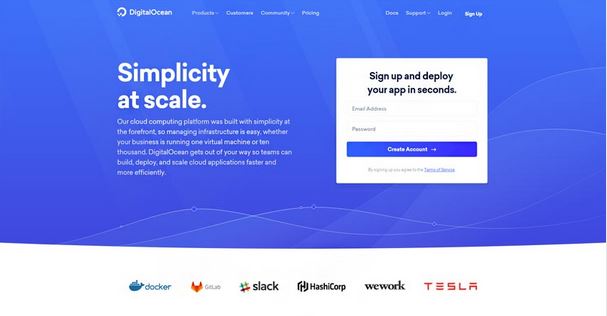 DigitalOcean Products Customers Community Pricing Docs Support Login Sign Up
Simplicity
at scale.
Our cloud computing platform was built with simplicity at
the forefront, so managing infrastructure is easy, whether
your business is running one virtual machine or ten
thousand. DigitalOcean gets out of your way so teams can
build, deploy, and scale cloud applications faster and
more efficiently.
Sign up and deploy
your app in seconds.
Email Address
Password
Create Account →
By signing up you agree to the Terms of Service.
docker GitLab slack HashiCorp wework TESLA